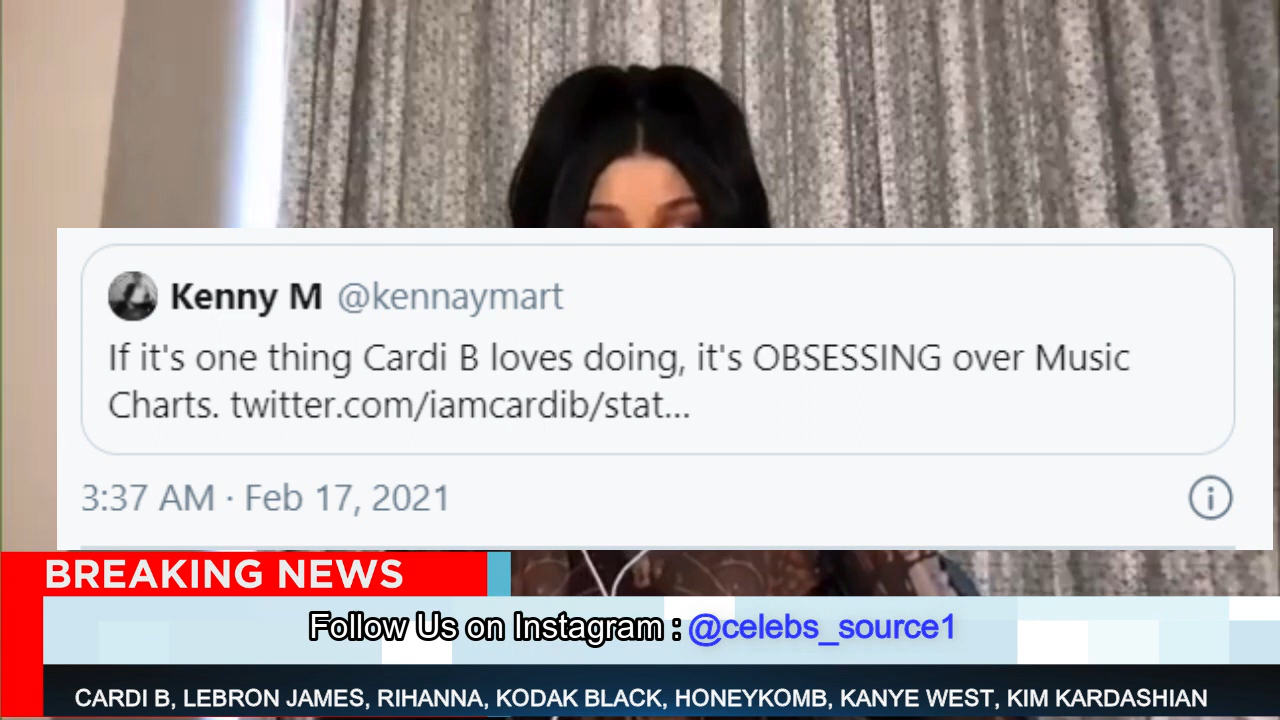 Kenny M @kennaymart
If it's one thing Cardi B loves doing, it's OBSESSING over Music
Charts. twitter.com/iamcardib/stat...
3:37 AM · Feb 17, 2021
BREAKING NEWS
Follow Us on Instagram : @celebs_source1
CARDI B, LEBRON JAMES, RIHANNA, KODAK BLACK, HONEYKOMB, KANYE WEST, KIM KARDASHIAN